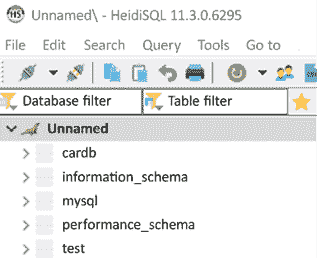 HS Unnamed\ - HeidiSQL 11.3.0.6295
File Edit Search Query Tools Go to
Database filter Table filter
Unnamed
cardb
information_schema
mysql
performance_schema
test